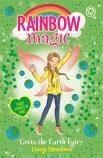 RAINBOW
magic
Greta the Earth Fairy
Daisy Meadows